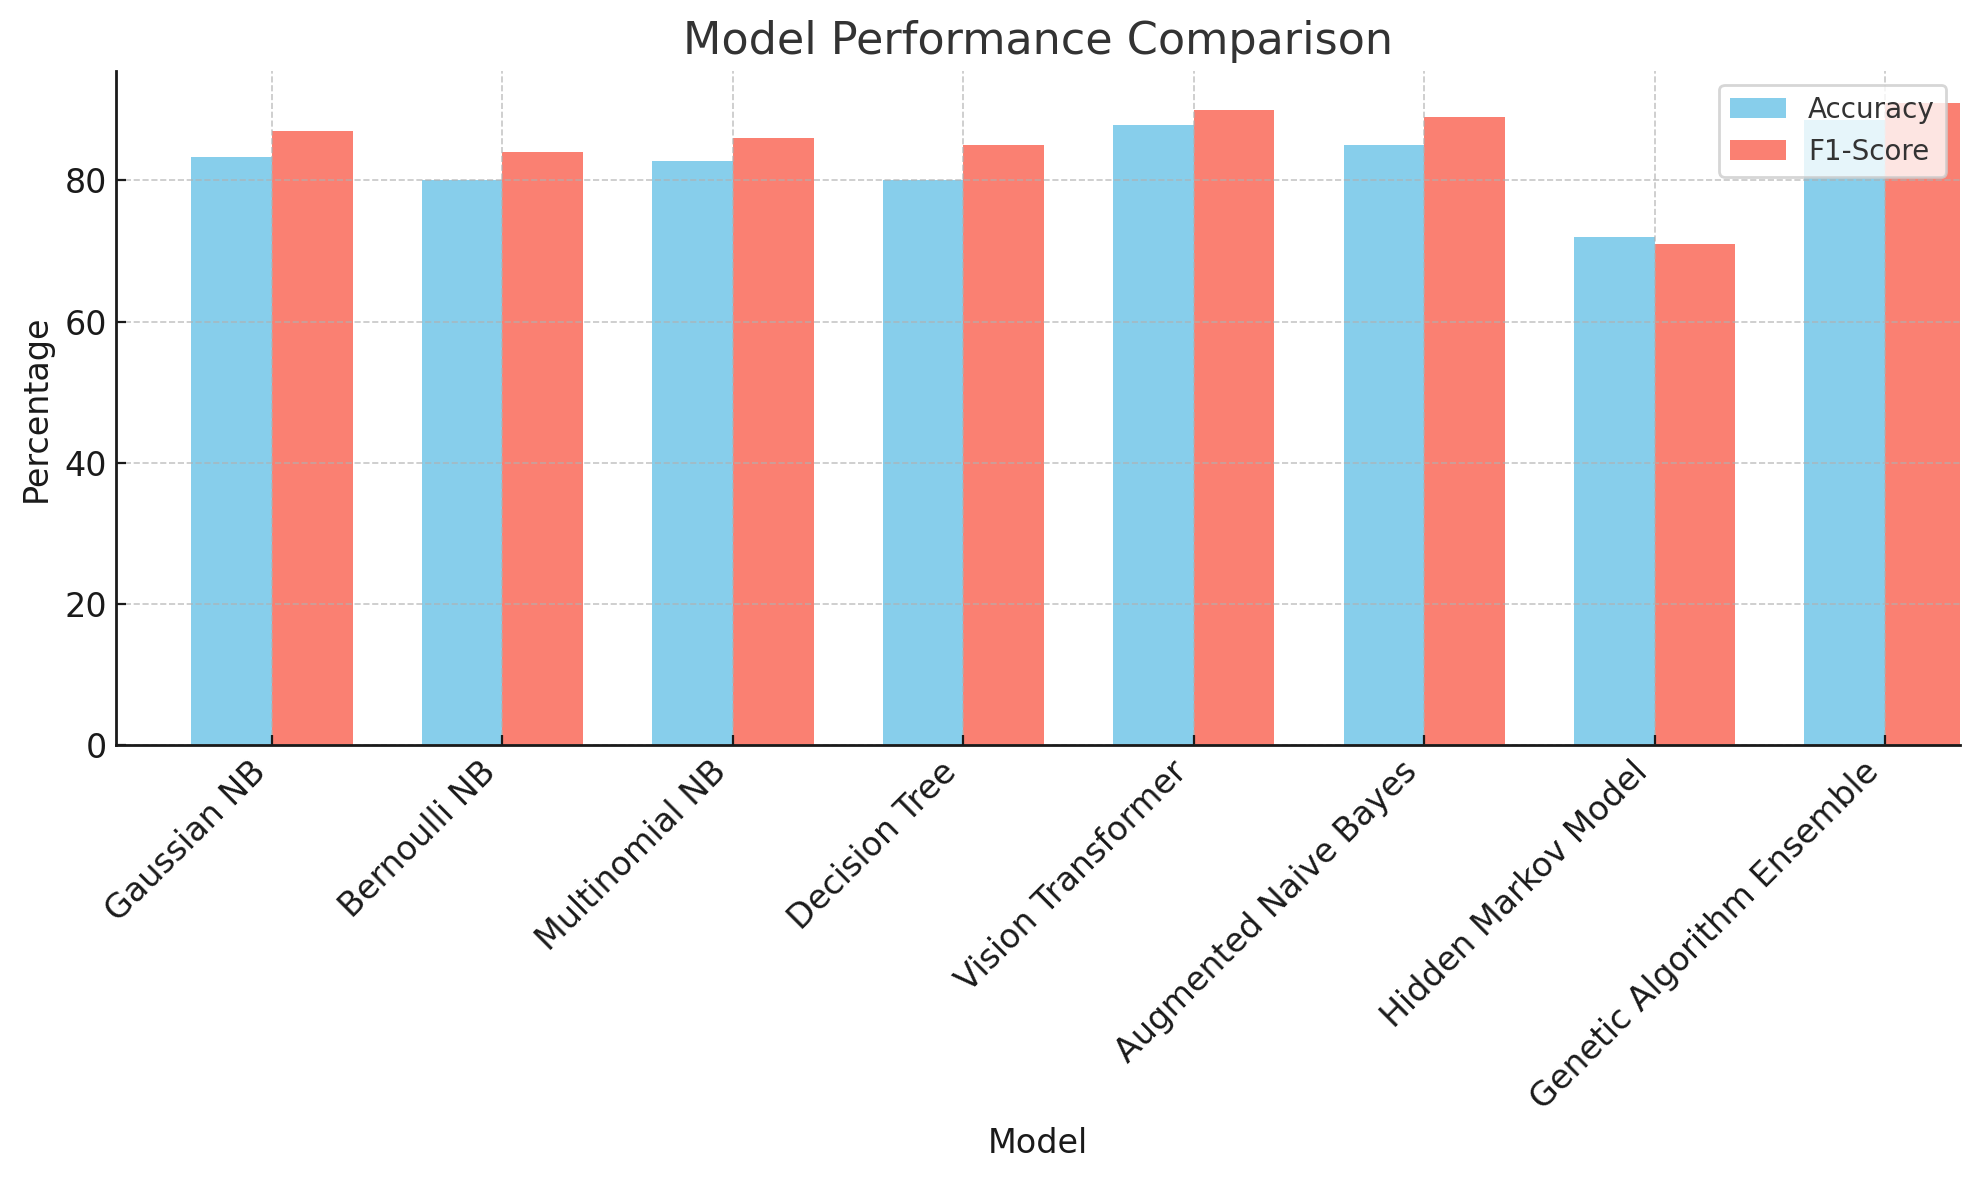 Model Performance Comparison
Accuracy
F1-Score
Percentage
80
60
40
20
0
Gaussian NB
Bernoulli NB
Multinomial NB
Decision Tree
Vision Transformer
Augmented Naive Bayes
Hidden Markov Model
Genetic Algorithm Ensemble
Model